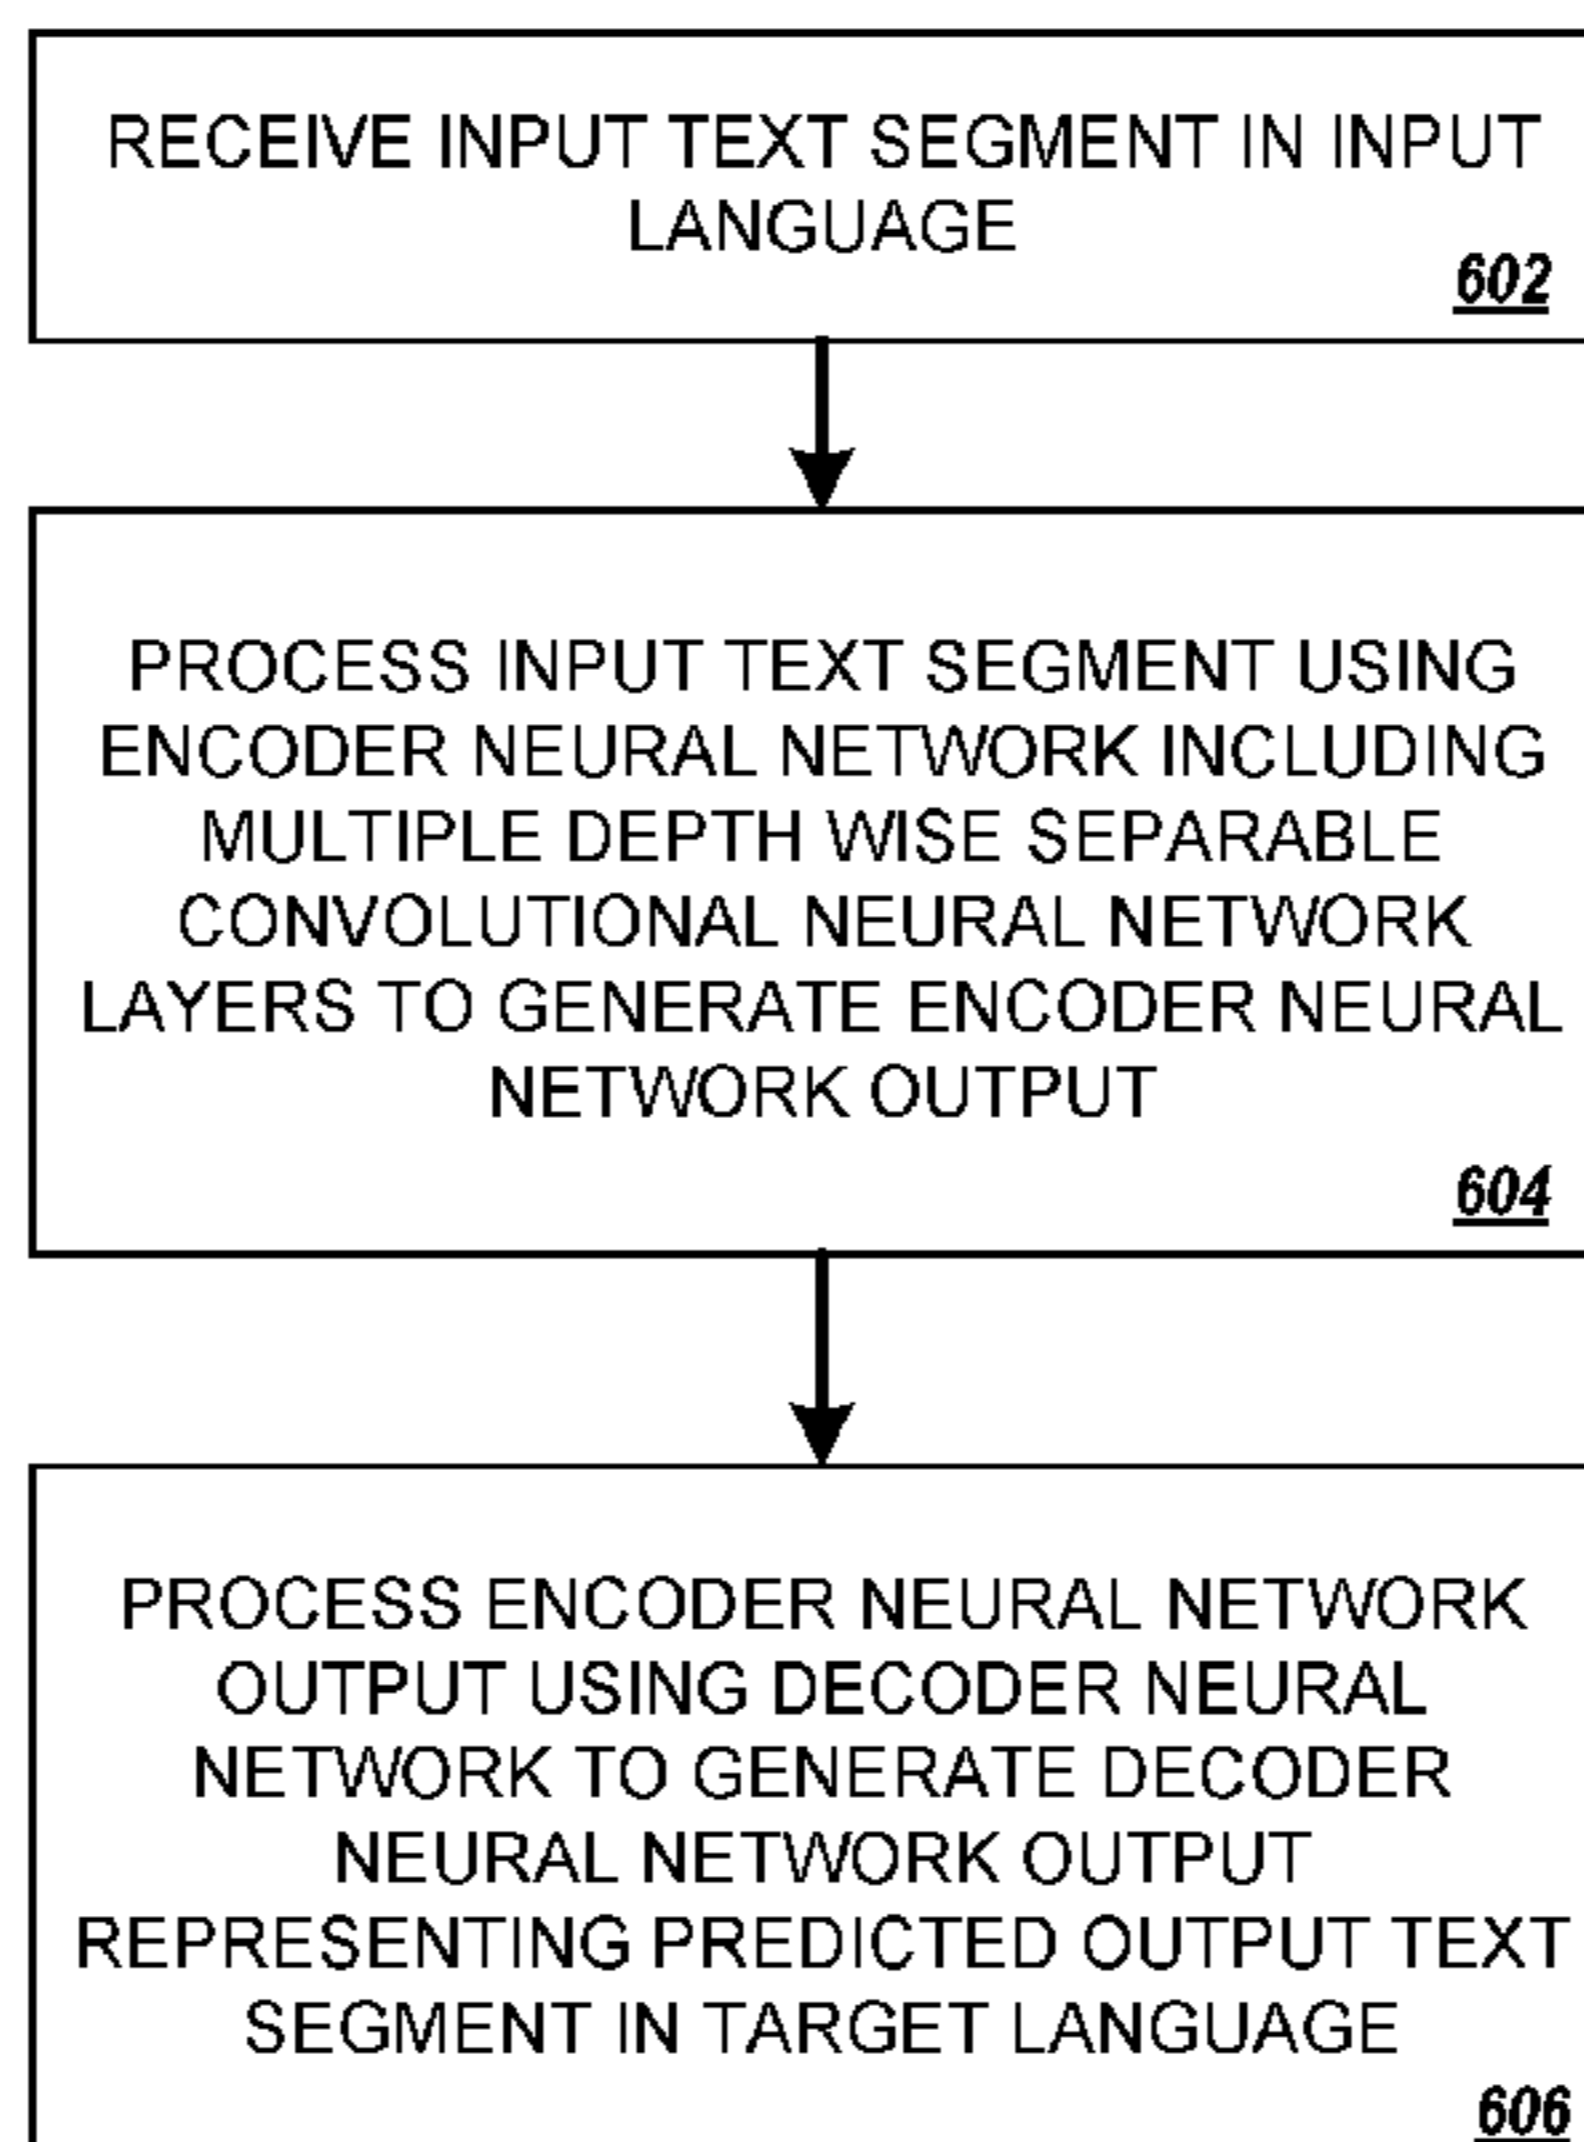 RECEIVE INPUT TEXT SEGMENT IN INPUT
LANGUAGE
602
PROCESS INPUT TEXT SEGMENT USING
ENCODER NEURAL NETWORK INCLUDING
MULTIPLE DEPTH WISE SEPARABLE
CONVOLUTIONAL NEURAL NETWORK
LAYERS TO GENERATE ENCODER NEURAL
NETWORK OUTPUT
604
PROCESS ENCODER NEURAL NETWORK
OUTPUT USING DECODER NEURAL
NETWORK TO GENERATE DECODER
NEURAL NETWORK OUTPUT
REPRESENTING PREDICTED OUTPUT TEXT
SEGMENT IN TARGET LANGUAGE
606